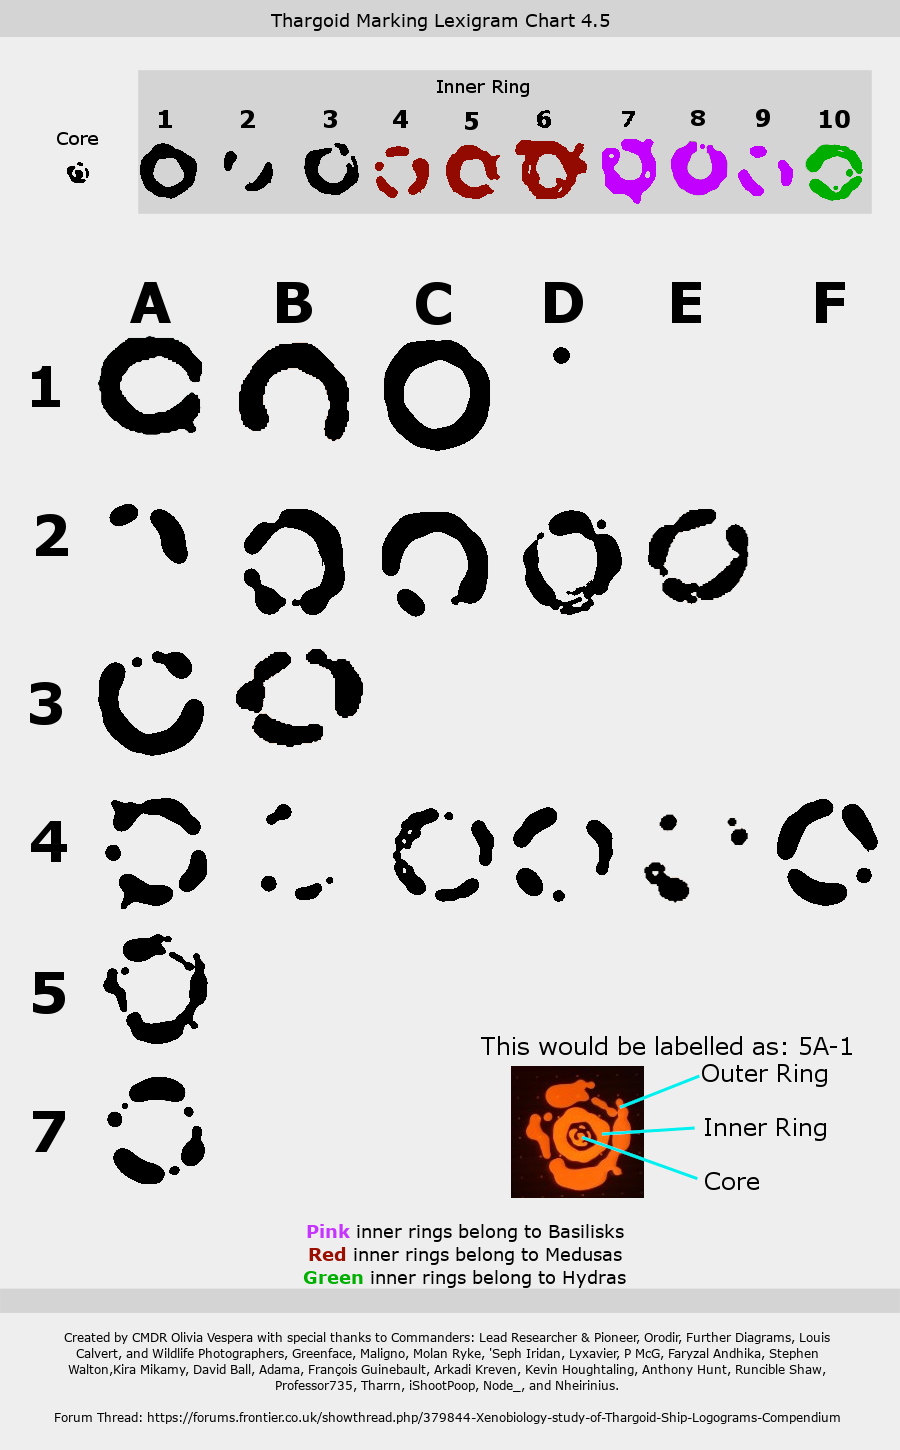 Thargoid Marking Lexigram Chart 4.5
Inner Ring
1 2 3 4 5 6 7 8 9 10
Core
A B C D E F
1
2
3
4
5
7
This would be labelled as: 5A-1
Outer Ring
Inner Ring
Core
Pink inner rings belong to Basilisks
Red inner rings belong to Medusas
Green inner rings belong to Hydras
Created by CMDR Olivia Vespera with special thanks to Commanders: Lead Researcher & Pioneer, Orodir, Further Diagrams, Louis
Calvert, and Wildlife Photographers, Greenface, Maligno, Molan Ryke, 'Seph Iridan, Lyxavier, P McG, Faryzal Andhika, Stephen
Walton,Kira Mikamy, David Ball, Adama, François Guinebault, Arkadi Kreven, Kevin Houghtaling, Anthony Hunt, Runcible Shaw,
Professor735, Tharrn, iShootPoop, Node_, and Nheirinius.
Forum Thread: https://forums.frontier.co.uk/showthread.php/379844-Xenobiology-study-of-Thargoid-Ship-Logograms-Compendium